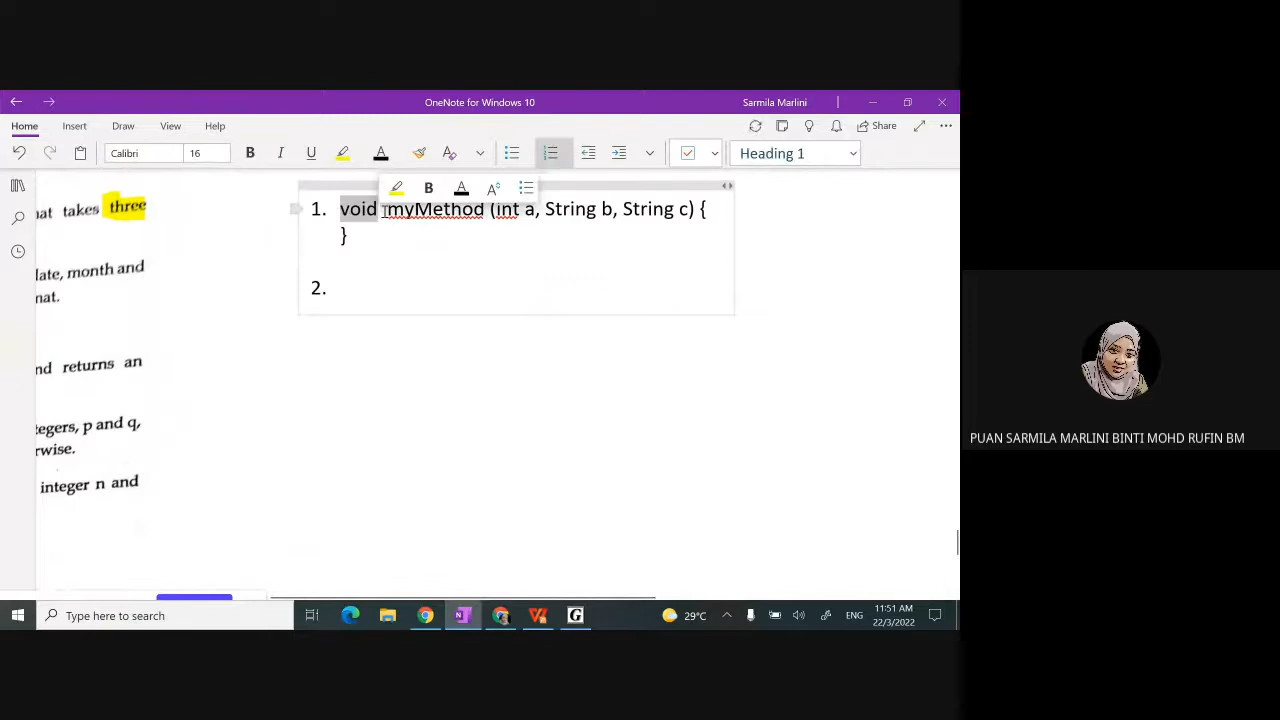 OneNote for Windows 10
Sarmila Marlini
Home Insert Draw View Help
Share
Calibri 16 B I U A Heading 1
B A A
at takes three
late, month and
nat.
nd returns an
tegers, p and q,
rwise.
integer n and
1. void myMethod (int a, String b, String c) {
}
2.
PUAN SARMILA MARLINI BINTI MOHD RUFIN BM
Type here to search
29°C
ENG
11:51 AM
22/3/2022